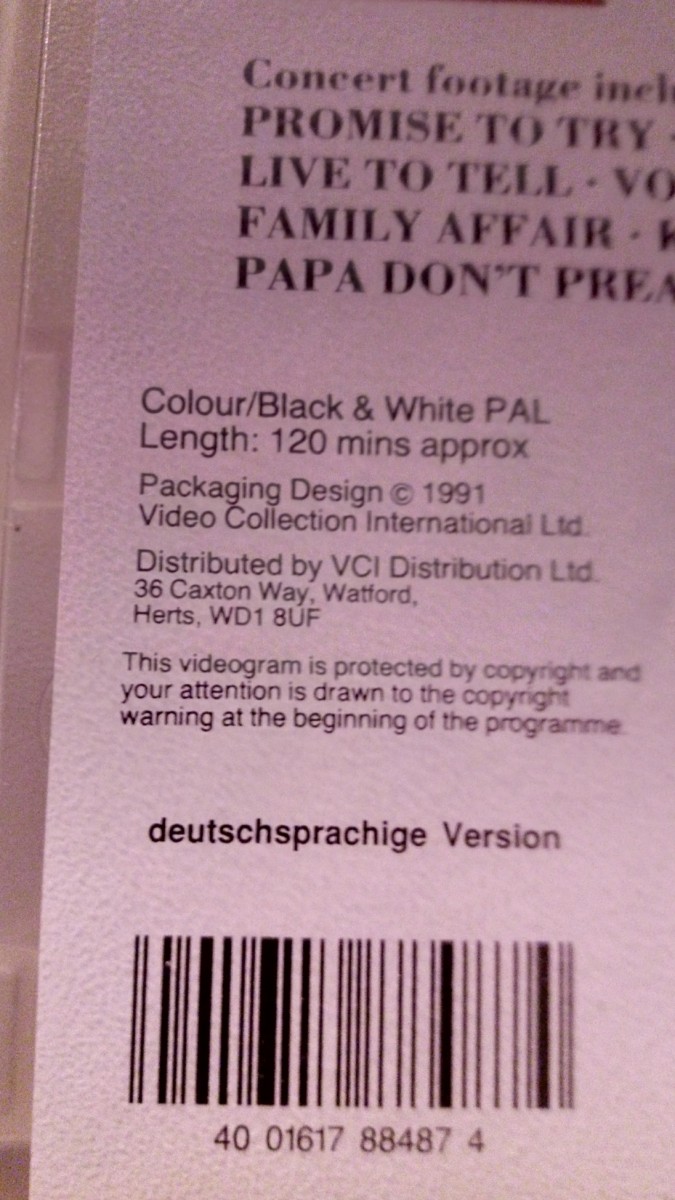 Concert footage incl
PROMISE TO TRY ·
LIVE TO TELL · VO
FAMILY AFFAIR · K
PAPA DON'T PREA
Colour/Black & White PAL
Length: 120 mins approx
Packaging Design © 1991
Video Collection International Ltd.
Distributed by VCI Distribution Ltd.
36 Caxton Way, Watford,
Herts, WD1 8UF
This videogram is protected by copyright and
your attention is drawn to the copyright
warning at the beginning of the programme.
deutschsprachige Version
40 01617 88487 4